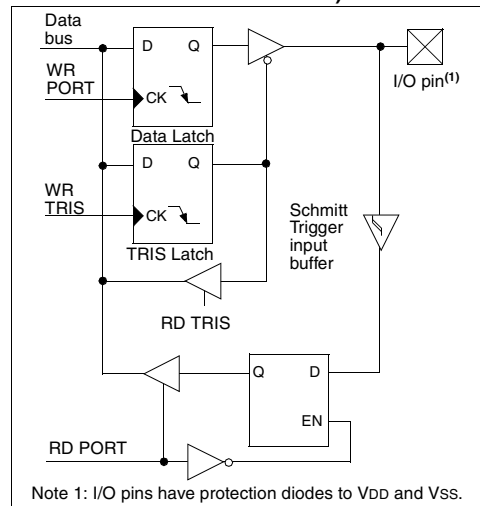 Data
bus
D
Q
WR
PORT
CK
I/O pin(1)
Data Latch
D
Q
WR
TRIS
CK
Schmitt
Trigger
input
buffer
TRIS Latch
RD TRIS
Q
D
EN
RD PORT
Note 1: I/O pins have protection diodes to VDD and VSS.